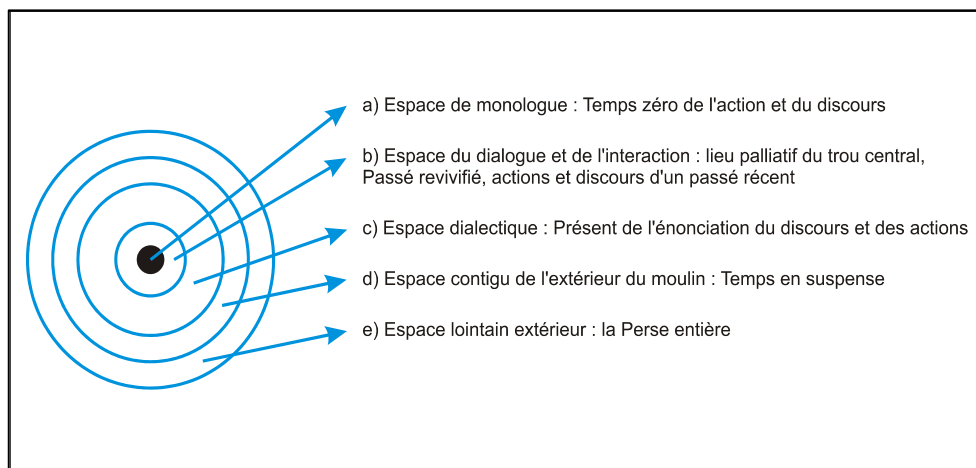 a) Espace de monologue : Temps zéro de l'action et du discours
b) Espace du dialogue et de l'interaction : lieu palliatif du trou central,
Passé revivifié, actions et discours d'un passé récent
c) Espace dialectique : Présent de l'énonciation du discours et des actions
d) Espace contigu de l'extérieur du moulin : Temps en suspense
e) Espace lointain extérieur : la Perse entière